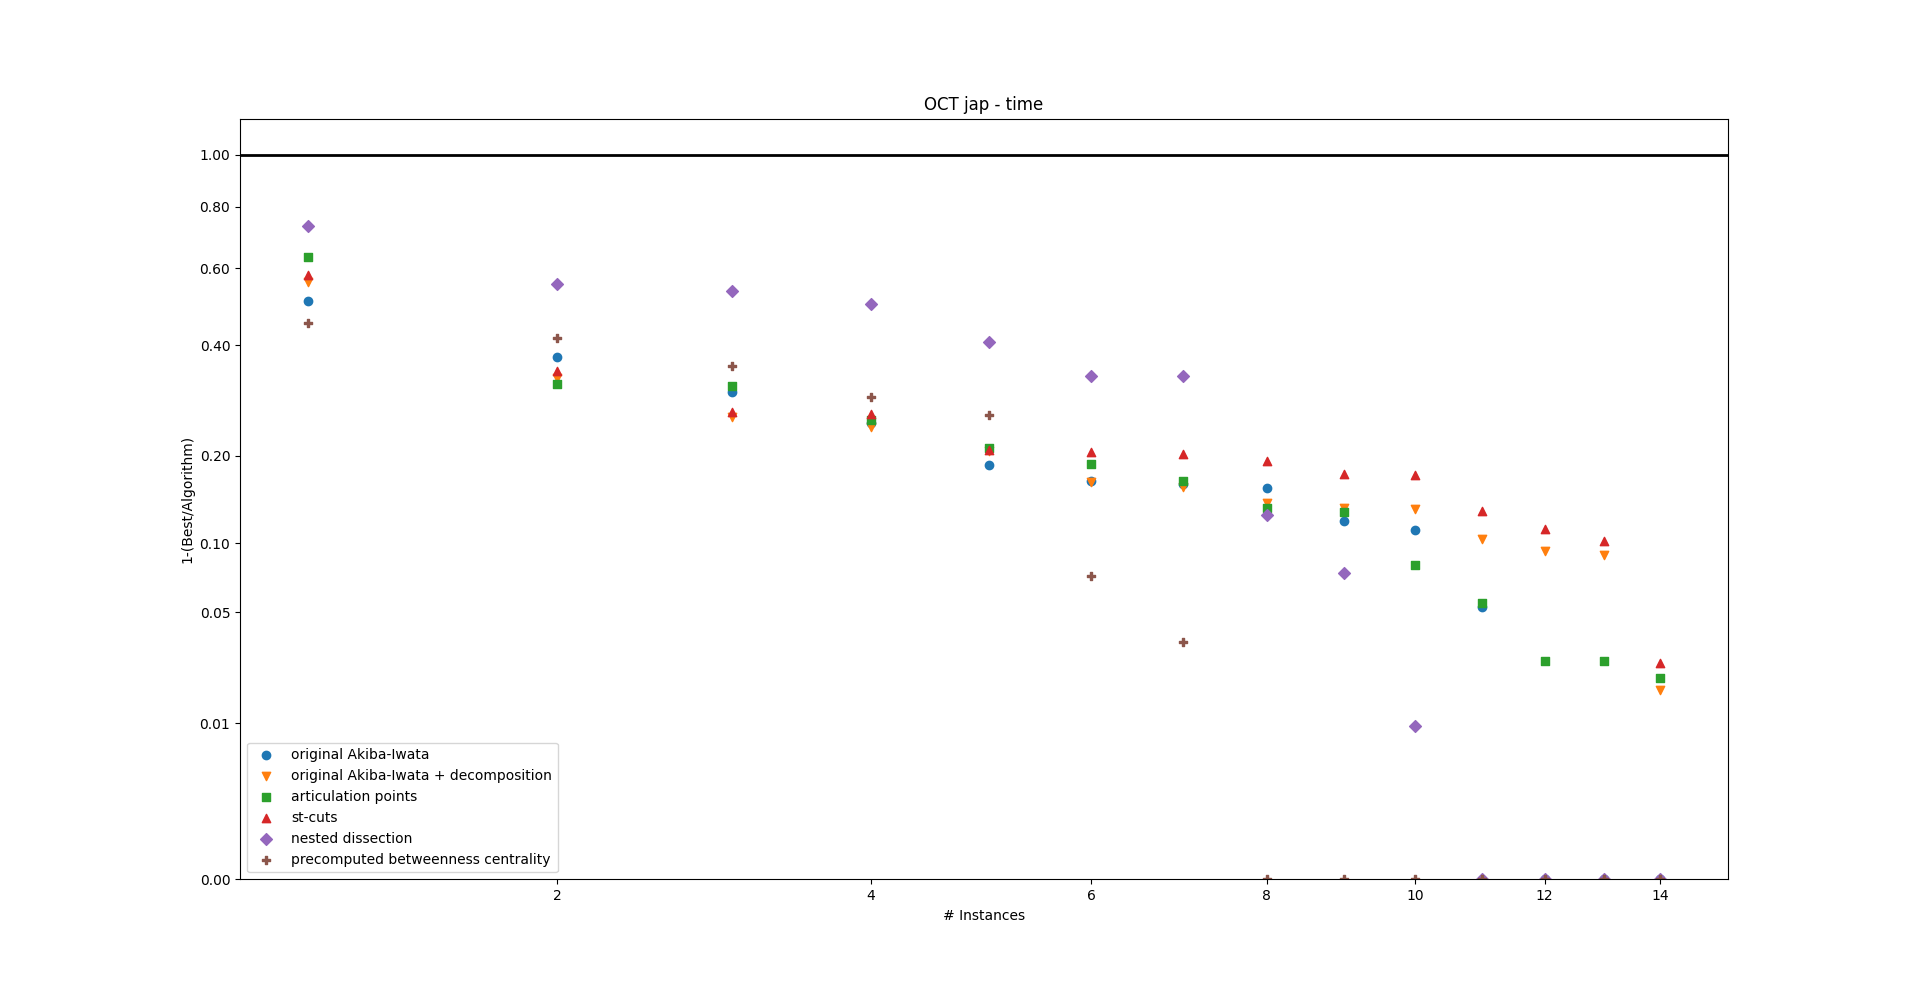 OCT jap - time
1.00
0.80
0.60
0.40
0.20
0.10
0.05
0.01
0.00
1-(Best/Algorithm)
original Akiba-Iwata
original Akiba-Iwata + decomposition
articulation points
st-cuts
nested dissection
precomputed betweenness centrality
2
4
6
8
10
12
14
# Instances